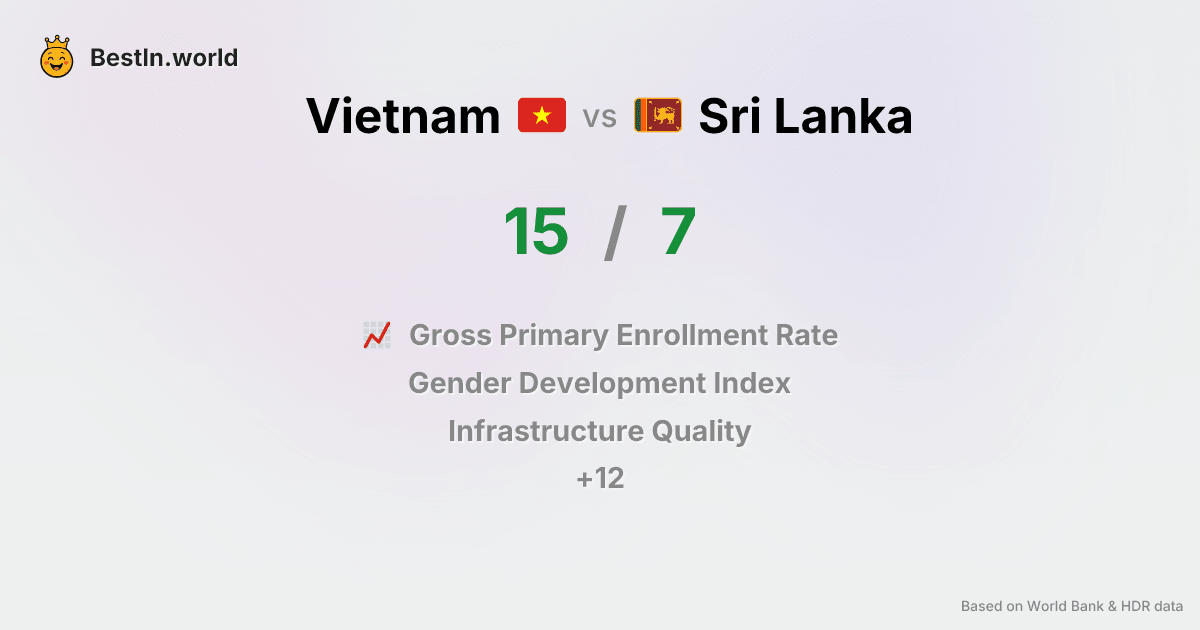 BestIn.world
Vietnam vs Sri Lanka
15 / 7
Gross Primary Enrollment Rate
Gender Development Index
Infrastructure Quality
+12
Based on World Bank & HDR data